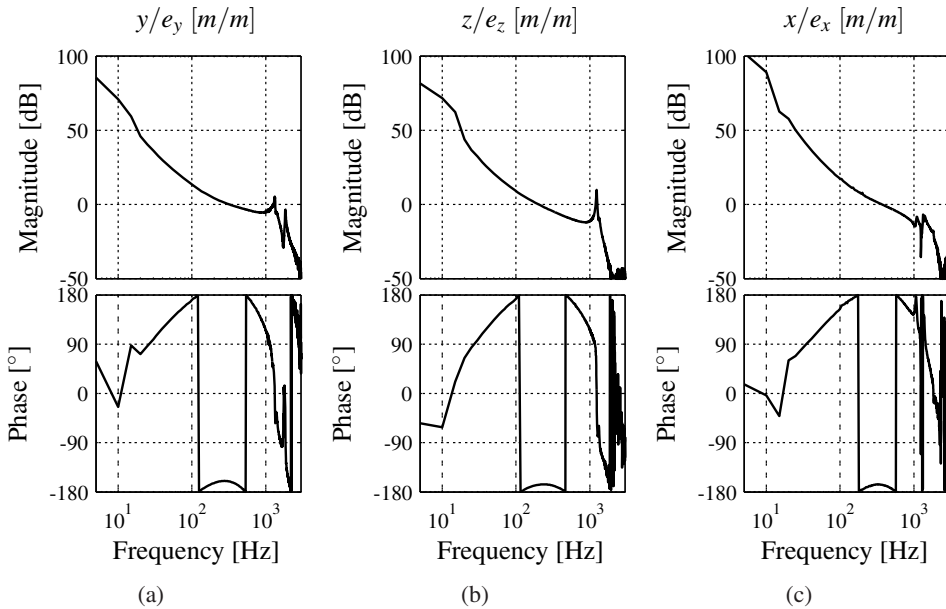 y/e_y [m/m]
z/e_z [m/m]
x/e_x [m/m]
Magnitude [dB]
100
50
0
-50
Magnitude [dB]
100
50
0
-50
Magnitude [dB]
100
50
0
-50
Phase [°]
180
90
0
-90
-180
Phase [°]
180
90
0
-90
-180
Phase [°]
180
90
0
-90
-180
10^1 10^2 10^3
10^1 10^2 10^3
10^1 10^2 10^3
Frequency [Hz]
Frequency [Hz]
Frequency [Hz]
(a)
(b)
(c)